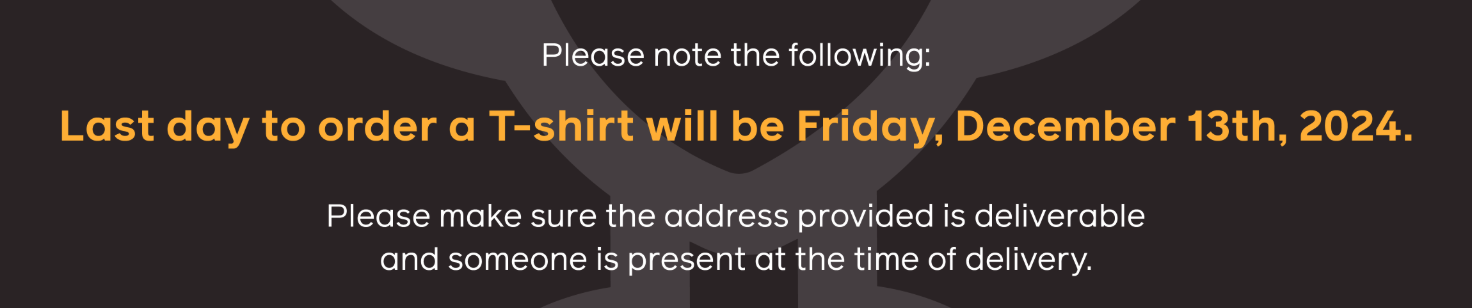 Please note the following:
Last day to order a T-shirt will be Friday, December 13th, 2024.
Please make sure the address provided is deliverable
and someone is present at the time of delivery.